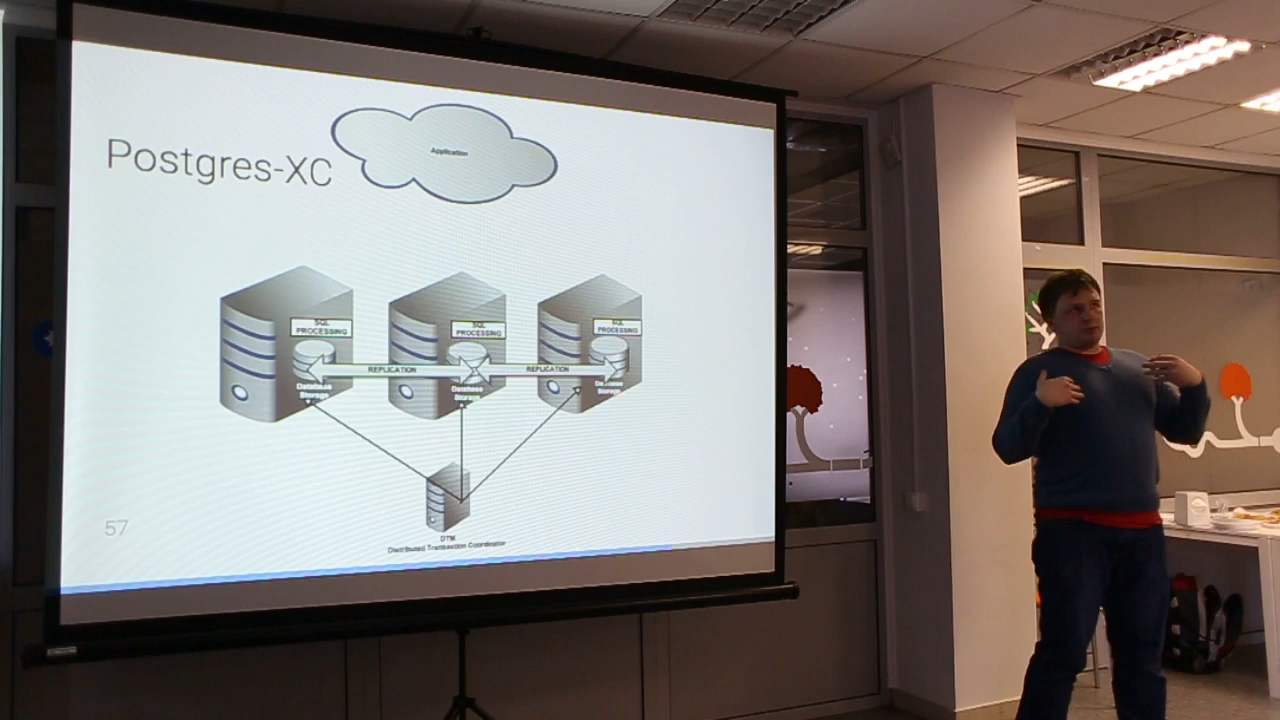 Application
Postgres-XC
SQL
PROCESSING
SQL
PROCESSING
SQL
PROCESSING
REPLICATION
REPLICATION
Database
Storage
Database
Storage
Database
Storage
DTM
Distributed Transaction Coordinator
57